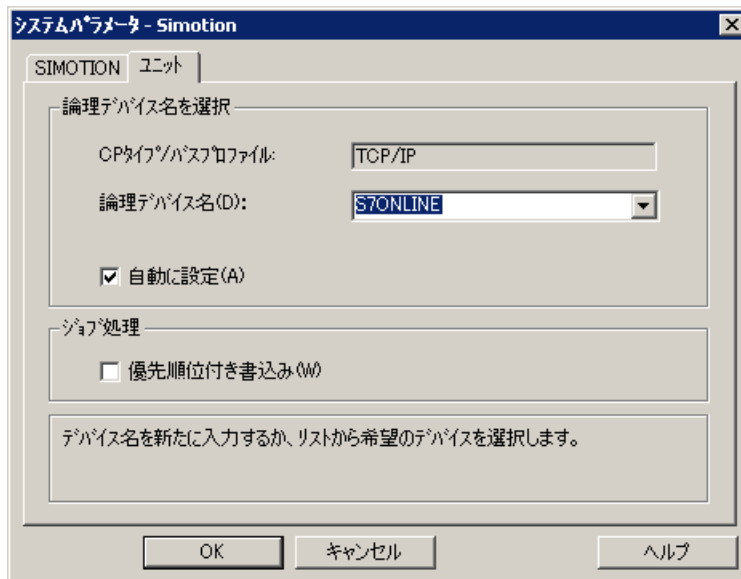 システムパラメータ - Simotion
SIMOTION ユニット
論理デバイス名を選択
CPタイプ/バスプロファイル: TCP/IP
論理デバイス名(D): S7ONLINE
自動に設定(A)
ジョブ処理
優先順位付き書込み(W)
デバイス名を新たに入力するか、リストから希望のデバイスを選択します。
OK キャンセル ヘルプ